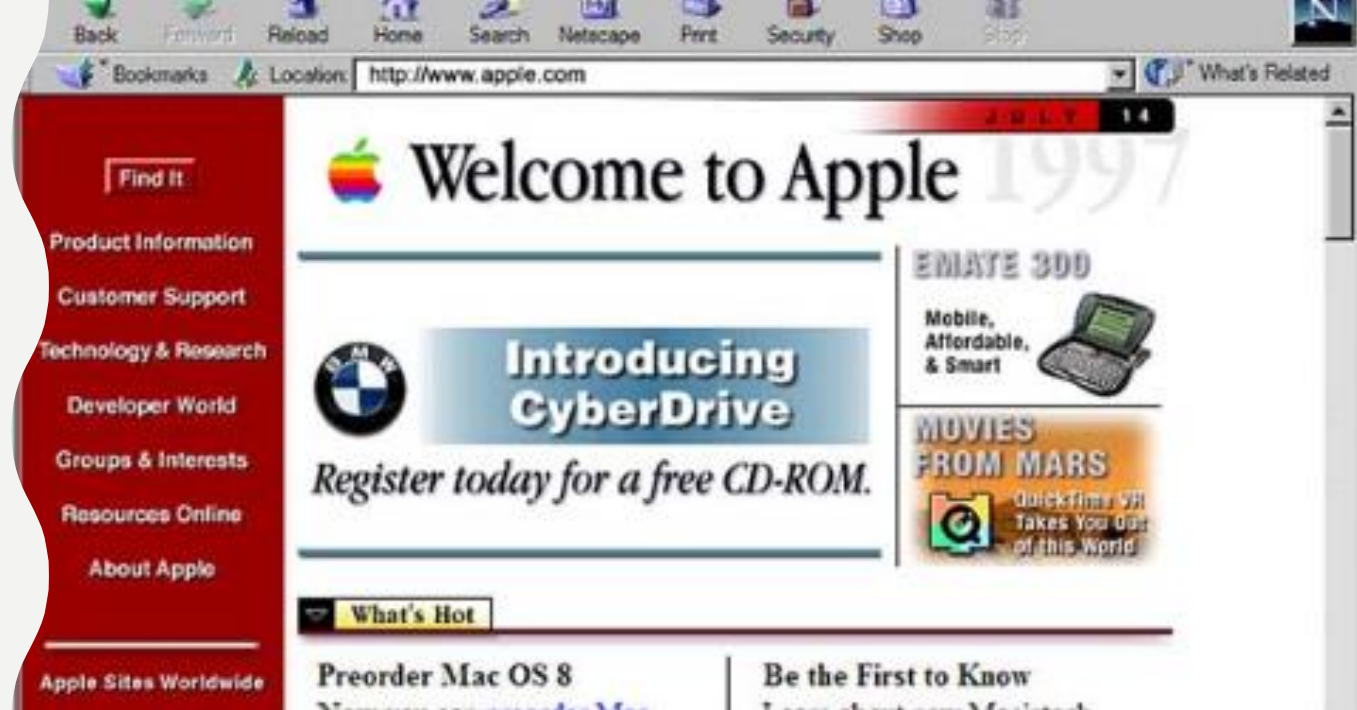 Back Forward Reload Home Search Netscape Print Security Shop Stop
N
Bookmarks Location: http://www.apple.com What's Related
JULY 14
1997
Welcome to Apple
Find It
Product Information
Customer Support
Technology & Research
Developer World
Groups & Interests
Resources Online
About Apple
Apple Sites Worldwide
BMW
Introducing
CyberDrive
Register today for a free CD-ROM.
EMATE 300
Mobile,
Affordable,
& Smart
MOVIES
FROM MARS
QuickTime VR
Takes You Out
of this World
What's Hot
Preorder Mac OS 8
Be the First to Know